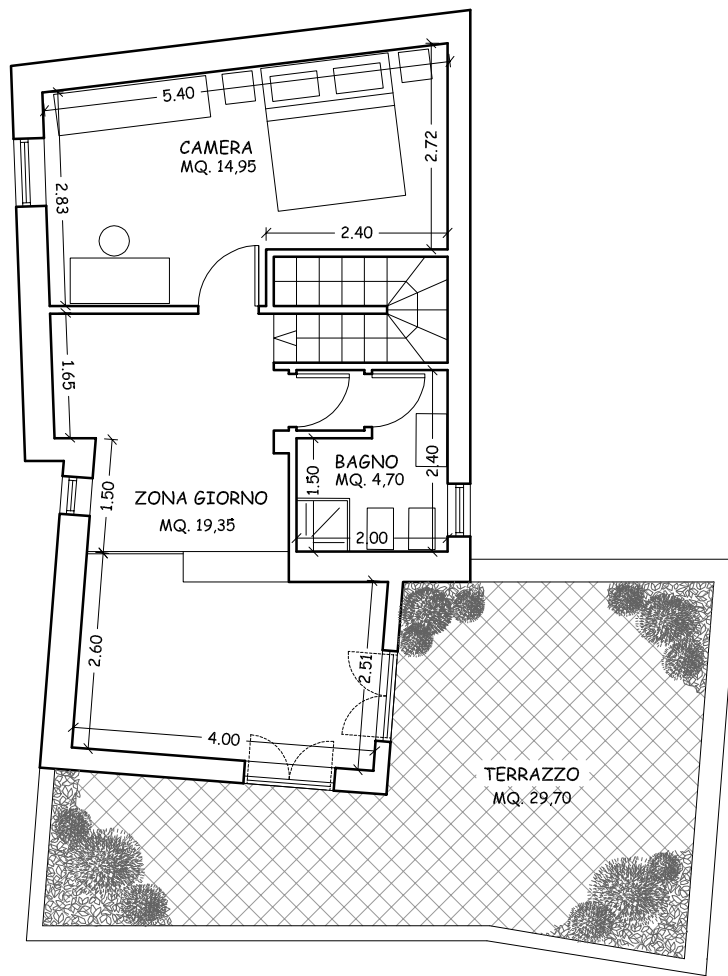 5.40
CAMERA
MQ. 14,95
2.72
2.83
2.40
1.65
BAGNO
MQ. 4,70
2.40
1.50
1.50
ZONA GIORNO
MQ. 19,35
2.00
2.60
2.51
4.00
TERRAZZO
MQ. 29,70